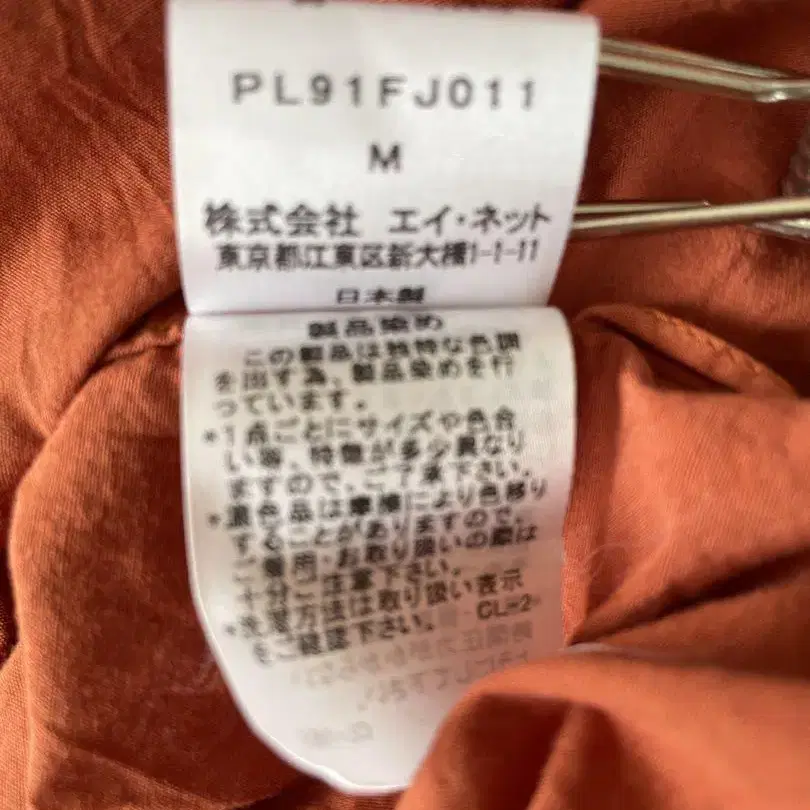 PL91FJ011
M
株式会社 エイ・ネット
東京都江東区新大橋1-1-11
日本製
製品染め
この製品は独特な色調
を出す為、製品染めを行
っています。
*1点ごとにサイズや色合
い等、特徴が多少異なり
ますので、ご了承下さい。
*濃色品は摩擦により色移り
することがありますので、
ご着用・お取り扱いの際は
十分ご注意下さい。
*洗濯方法は取り扱い表示
をご確認下さい。 CL-2-